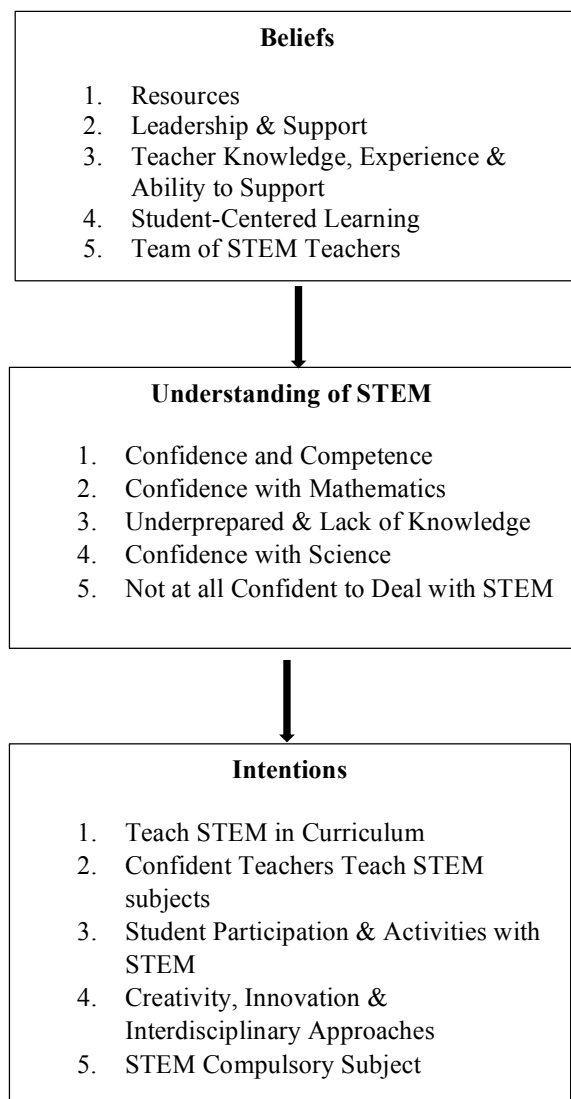 Beliefs
1. Resources
2. Leadership & Support
3. Teacher Knowledge, Experience &
Ability to Support
4. Student-Centered Learning
5. Team of STEM Teachers
Understanding of STEM
1. Confidence and Competence
2. Confidence with Mathematics
3. Underprepared & Lack of Knowledge
4. Confidence with Science
5. Not at all Confident to Deal with STEM
Intentions
1. Teach STEM in Curriculum
2. Confident Teachers Teach STEM
subjects
3. Student Participation & Activities with
STEM
4. Creativity, Innovation &
Interdisciplinary Approaches
5. STEM Compulsory Subject